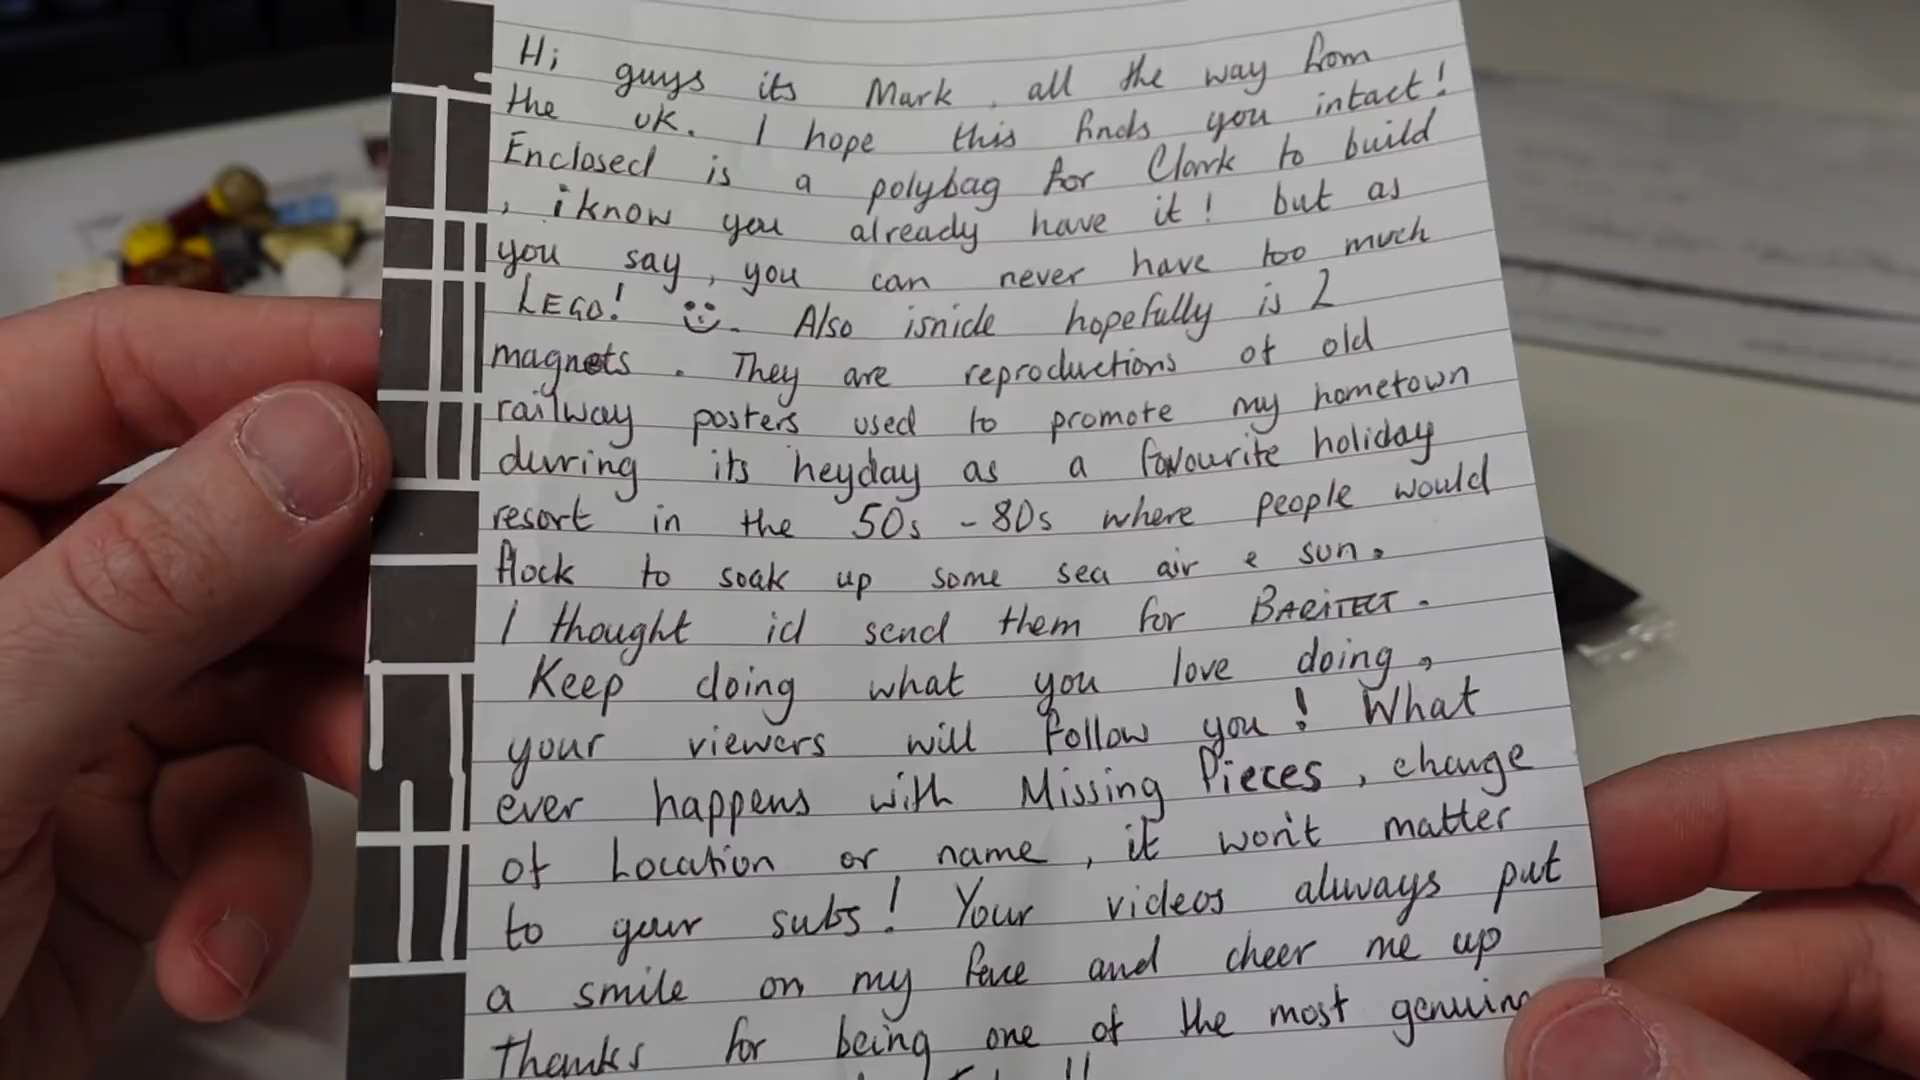 Hi guys its Mark, all the way from
the UK. I hope this finds you intact!
Enclosed is a polybag for Clark to build
, i know you already have it! but as
you say, you can never have too much
LEGO! Also isnide hopefully is 2
magnets. They are reproductions of old
railway posters used to promote my hometown
during its heyday as a favourite holiday
resort in the 50s - 80s where people would
flock to soak up some sea air & sun.
I thought id send them for BARITECT.
Keep doing what you love doing,
your viewers will follow you! What
ever happens with Missing Pieces, change
of Location or name, it won't matter
to your subs! Your videos always put
a smile on my face and cheer me up
thanks for being one of the most genuine